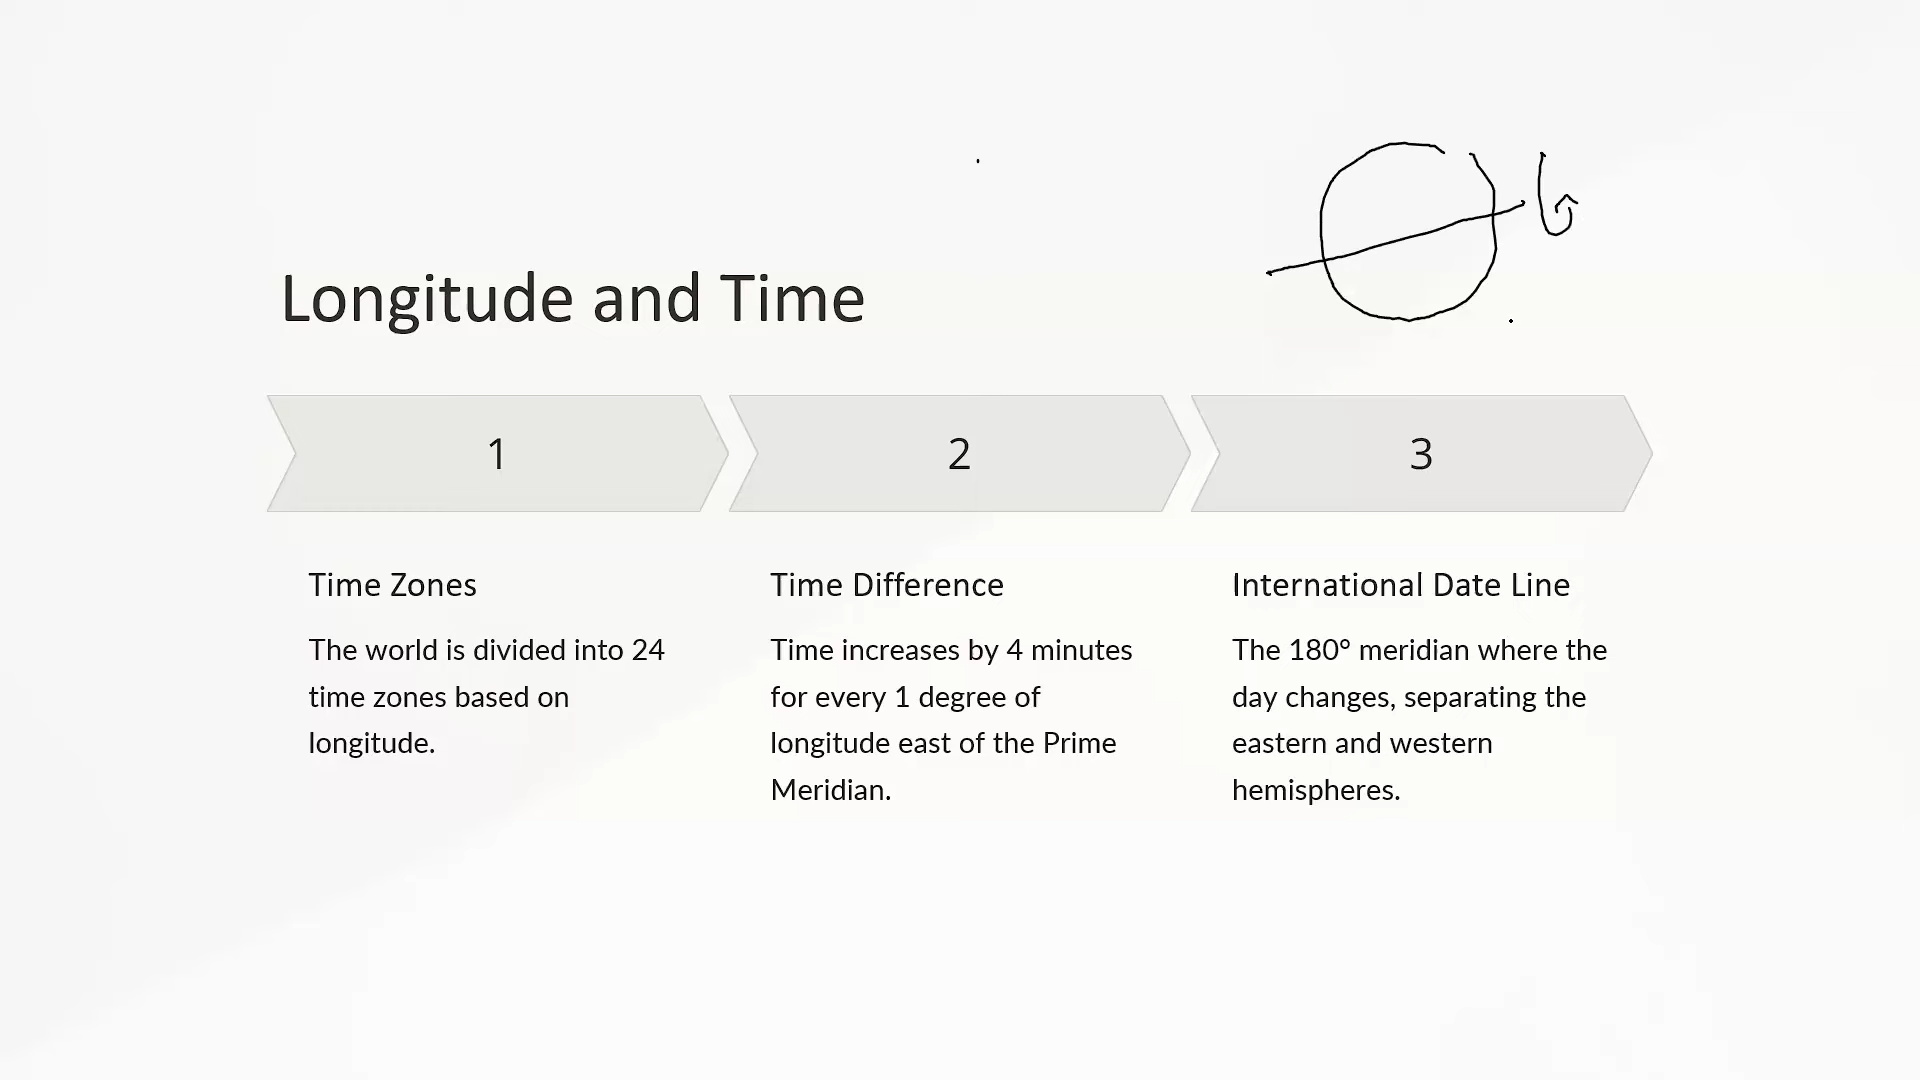 Longitude and Time
1
2
3
Time Zones
The world is divided into 24
time zones based on
longitude.
Time Difference
Time increases by 4 minutes
for every 1 degree of
longitude east of the Prime
Meridian.
International Date Line
The 180° meridian where the
day changes, separating the
eastern and western
hemispheres.